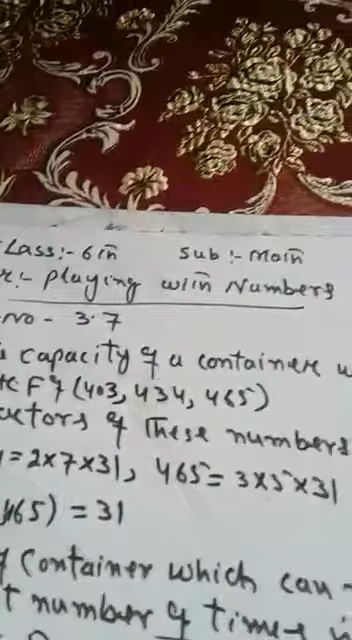 Class:- 6th Sub :- Math
:- Playing with Numbers
No - 3.7
capacity of a container
HCF of (403, 434, 465)
factors of These numbers
= 2x7x31, 465 = 3x5x31
465) = 31
of Container which can
number of times